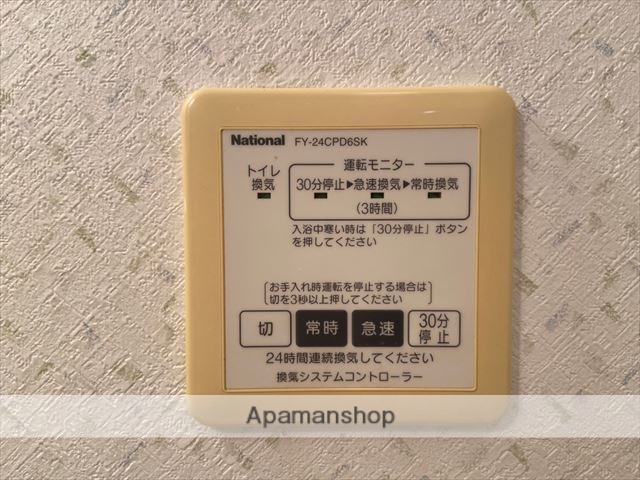 National FY-24CPD6SK
トイレ
換気
運転モニター
30分停止▶急速換気▶常時換気
(3時間)
入浴中寒い時は「30分停止」ボタン
を押してください
お手入れ時運転を停止する場合は
切を3秒以上押してください
切 常時 急速 30分
停止
24時間連続換気してください
換気システムコントローラー
Apamanshop